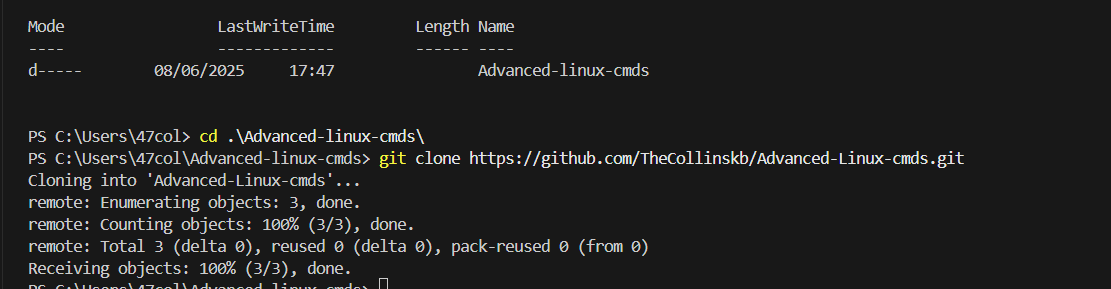 Mode LastWriteTime Length Name
---- ------------- ------ ----
d----- 08/06/2025 17:47 Advanced-linux-cmds
PS C:\Users\47col> cd .\Advanced-linux-cmds\
PS C:\Users\47col\Advanced-linux-cmds> git clone https://github.com/TheCollinskb/Advanced-Linux-cmds.git
Cloning into 'Advanced-Linux-cmds'...
remote: Enumerating objects: 3, done.
remote: Counting objects: 100% (3/3), done.
remote: Total 3 (delta 0), reused 0 (delta 0), pack-reused 0 (from 0)
Receiving objects: 100% (3/3), done.
PS C:\Users\47col\Advanced-linux-cmds>